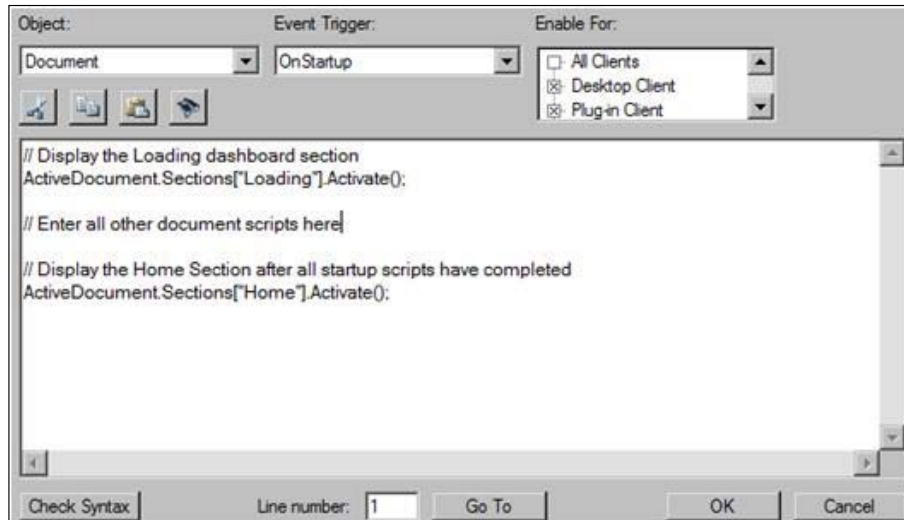 Object:
Event Trigger:
Enable For:
Document
OnStartup
All Clients
Desktop Client
Plug-in Client
// Display the Loading dashboard section
ActiveDocument.Sections["Loading"].Activate();
// Enter all other document scripts here
// Display the Home Section after all startup scripts have completed
ActiveDocument.Sections["Home"].Activate();
Check Syntax
Line number:
1
Go To
OK
Cancel